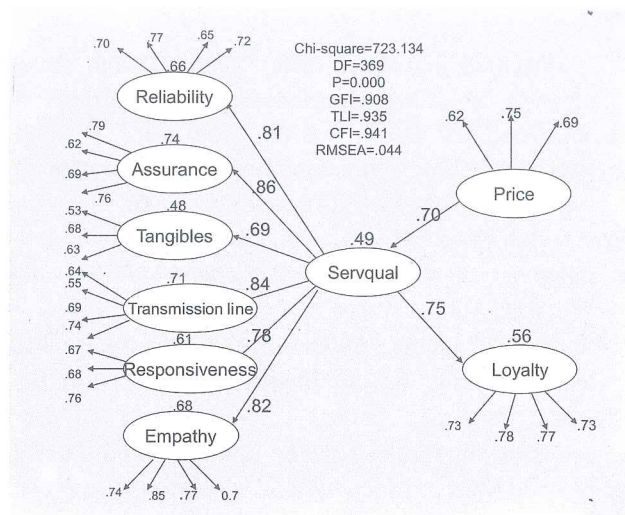 .70
.77
.65
.72
.66
Reliability
Chi-square=723.134
DF=369
P=0.000
GFI=.908
TLI=.935
CFI=.941
RMSEA=.044
.81
.79
.62
.69
.76
.74
Assurance
.86
.62
.75
.69
Price
.70
.53
.68
.63
.48
Tangibles
.69
.49
Servqual
.64
.55
.69
.74
.71
Transmission line
.84
.75
.67
.68
.76
.61
Responsiveness
.78
.56
Loyalty
.73
.78
.77
.73
.68
Empathy
.82
.74
.85
.77
0.7